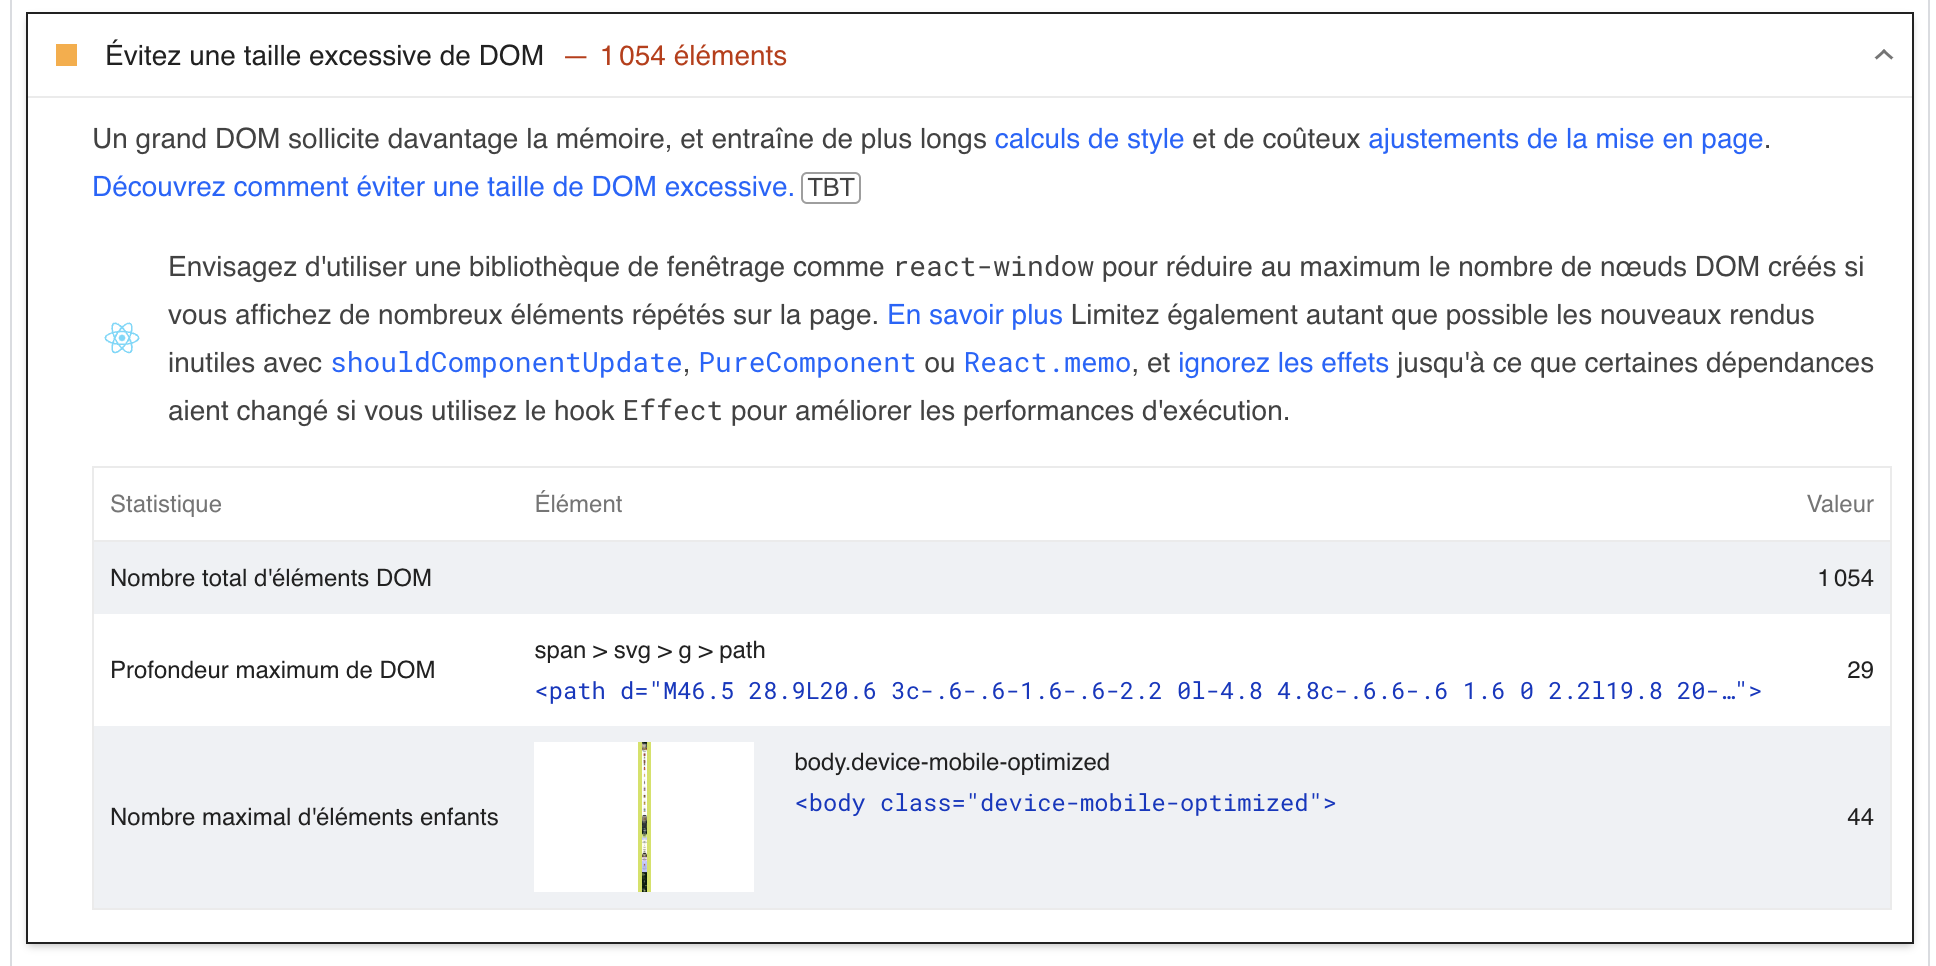 Évitez une taille excessive de DOM — 1 054 éléments
Un grand DOM sollicite davantage la mémoire, et entraîne de plus longs calculs de style et de coûteux ajustements de la mise en page.
Découvrez comment éviter une taille de DOM excessive. TBT
Envisagez d'utiliser une bibliothèque de fenêtrage comme react-window pour réduire au maximum le nombre de nœuds DOM créés si
vous affichez de nombreux éléments répétés sur la page. En savoir plus Limitez également autant que possible les nouveaux rendus
inutiles avec shouldComponentUpdate, PureComponent ou React.memo, et ignorez les effets jusqu'à ce que certaines dépendances
aient changé si vous utilisez le hook Effect pour améliorer les performances d'exécution.
Statistique Élément Valeur
Nombre total d'éléments DOM 1 054
span > svg > g > path
Profondeur maximum de DOM 29
<path d="M46.5 28.9L20.6 3c-.6-.6-1.6-.6-2.2 0l-4.8 4.8c-.6.6-.6 1.6 0 2.2l19.8 20-…">
body.device-mobile-optimized
<body class="device-mobile-optimized">
Nombre maximal d'éléments enfants 44